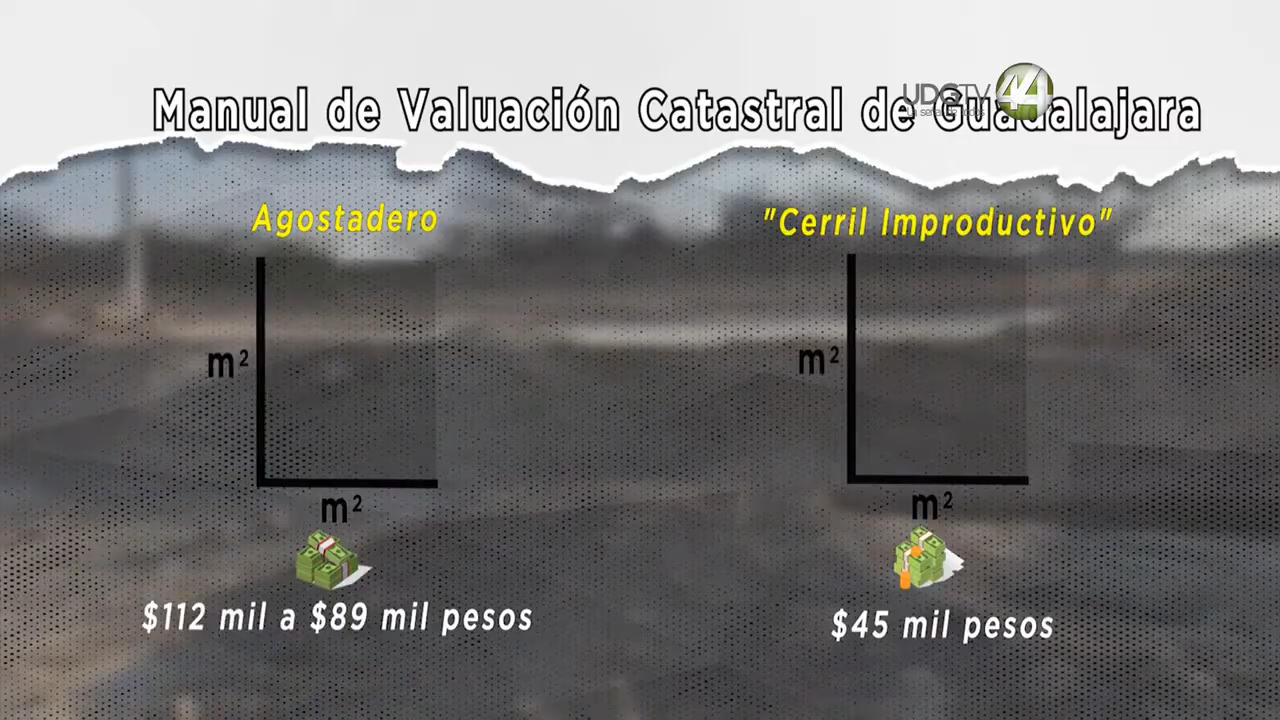 UDGTV 44
Manual de Valuación Catastral de Guadalajara
Agostadero
"Cerril Improductivo"
m²
m²
m²
m²
$112 mil a $89 mil pesos
$45 mil pesos